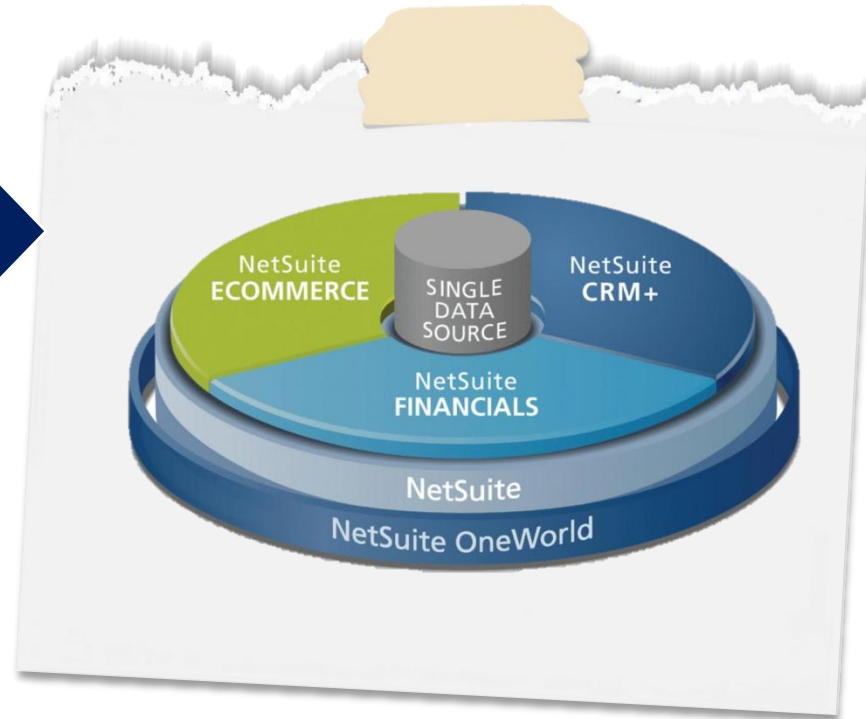 NetSuite
ECOMMERCE
NetSuite
CRM+
SINGLE
DATA
SOURCE
NetSuite
FINANCIALS
NetSuite
NetSuite OneWorld